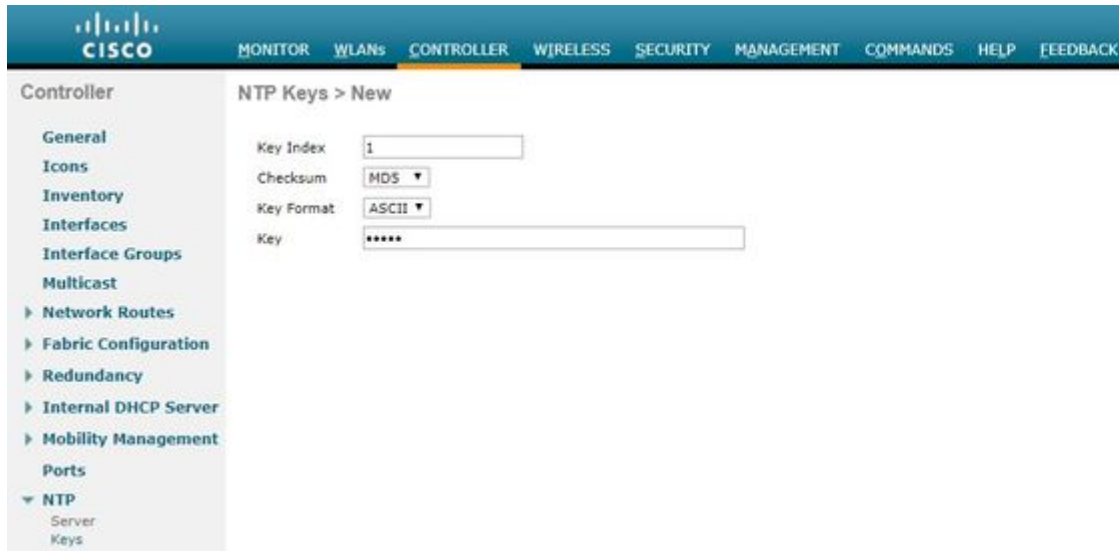 CISCO
MONITOR WLANs CONTROLLER WIRELESS SECURITY MANAGEMENT COMMANDS HELP FEEDBACK
Controller
General
Icons
Inventory
Interfaces
Interface Groups
Multicast
Network Routes
Fabric Configuration
Redundancy
Internal DHCP Server
Mobility Management
Ports
NTP
Server
Keys
NTP Keys > New
Key Index 1
Checksum MD5
Key Format ASCII
Key •••••